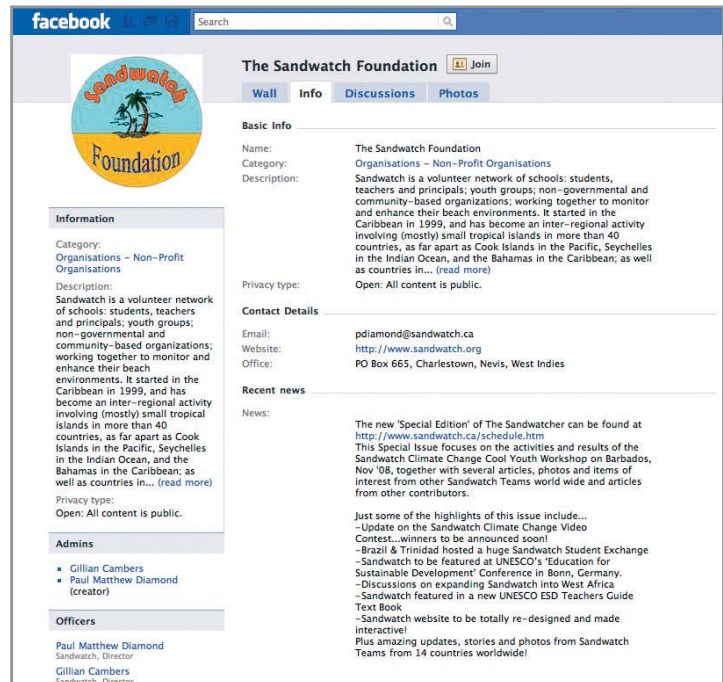 facebook
Search
Sandwatch
Foundation
The Sandwatch Foundation
Join
Wall
Info
Discussions
Photos
Information
Category:
Organisations – Non-Profit
Organisations
Description:
Sandwatch is a volunteer network
of schools: students, teachers
and principals; youth groups;
non-governmental and
community-based organizations;
working together to monitor and
enhance their beach
environments. It started in the
Caribbean in 1999, and has
become an inter-regional activity
involving (mostly) small tropical
islands in more than 40
countries, as far apart as Cook
Islands in the Pacific, Seychelles
in the Indian Ocean, and the
Bahamas in the Caribbean; as
well as countries in... (read more)
Privacy type:
Open: All content is public.
Admins
Gillian Cambers
Paul Matthew Diamond
(creator)
Officers
Paul Matthew Diamond
Sandwatch, Director
Gillian Cambers
Sandwatch, Director
Basic Info
Name: The Sandwatch Foundation
Category: Organisations – Non-Profit Organisations
Description: Sandwatch is a volunteer network of schools: students,
teachers and principals; youth groups; non-governmental and
community-based organizations; working together to monitor
and enhance their beach environments. It started in the
Caribbean in 1999, and has become an inter-regional activity
involving (mostly) small tropical islands in more than 40
countries, as far apart as Cook Islands in the Pacific, Seychelles
in the Indian Ocean, and the Bahamas in the Caribbean; as well
as countries in... (read more)
Privacy type: Open: All content is public.
Contact Details
Email: pdiamond@sandwatch.ca
Website: http://www.sandwatch.org
Office: PO Box 665, Charlestown, Nevis, West Indies
Recent news
News:
The new 'Special Edition' of The Sandwatcher can be found at
http://www.sandwatch.ca/schedule.htm
This Special Issue focuses on the activities and results of the
Sandwatch Climate Change Cool Youth Workshop on Barbados,
Nov '08, together with several articles, photos and items of
interest from other Sandwatch Teams world wide and articles
from other contributors.
Just some of the highlights of this issue include...
–Update on the Sandwatch Climate Change Video
Contest...winners to be announced soon!
–Brazil & Trinidad hosted a huge Sandwatch Student Exchange
–Sandwatch to be featured at UNESCO's 'Education for
Sustainable Development' Conference in Bonn, Germany.
–Discussions on expanding Sandwatch into West Africa
–Sandwatch featured in a new UNESCO ESD Teachers Guide
Text Book
–Sandwatch website to be totally re-designed and made
interactive!
Plus amazing updates, stories and photos from Sandwatch
Teams from 14 countries worldwide!